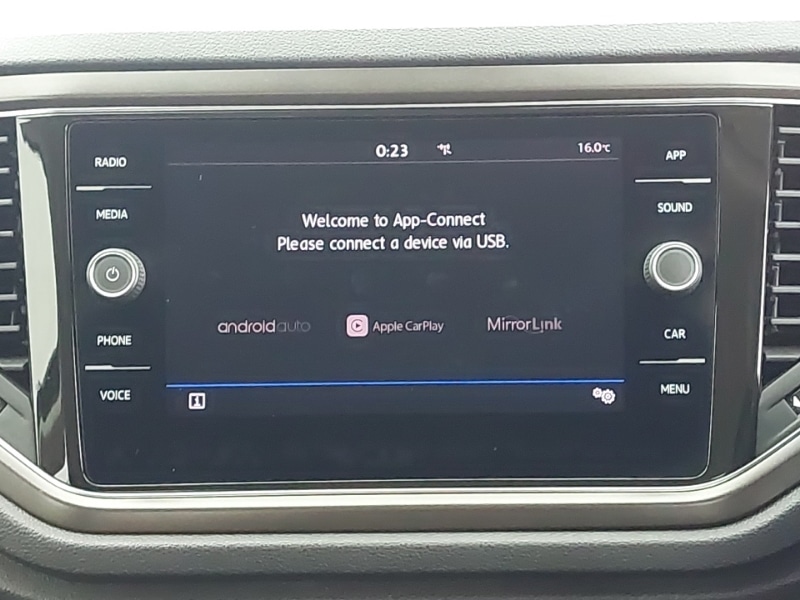 RADIO
MEDIA
PHONE
VOICE
0:23
16.0℃
Welcome to App-Connect
Please connect a device via USB.
androidauto
Apple CarPlay
MirrorLink
APP
SOUND
CAR
MENU